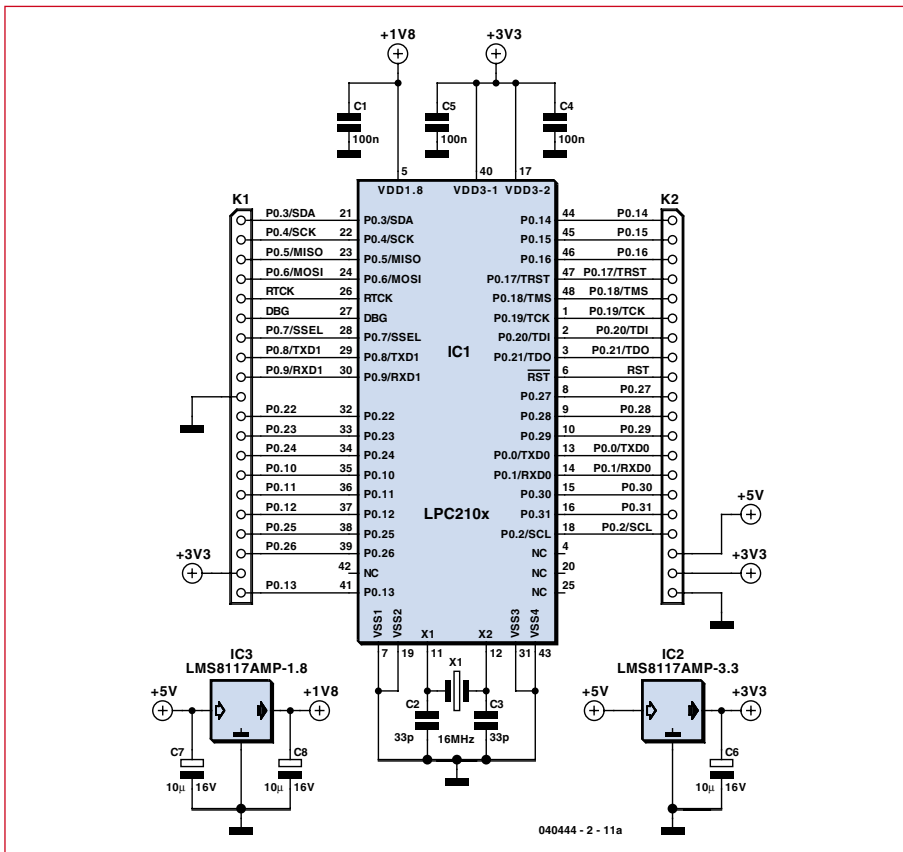 +1V8
+3V3
C1
100n
C5
100n
C4
100n
5
40
17
VDD1.8
VDD3-1
VDD3-2
K1
K2
P0.3/SDA 21 P0.3/SDA
P0.4/SCK 22 P0.4/SCK
P0.5/MISO 23 P0.5/MISO
P0.6/MOSI 24 P0.6/MOSI
RTCK 26 RTCK
DBG 27 DBG
P0.7/SSEL 28 P0.7/SSEL
P0.8/TXD1 29 P0.8/TXD1
P0.9/RXD1 30 P0.9/RXD1
P0.22 32 P0.22
P0.23 33 P0.23
P0.24 34 P0.24
P0.10 35 P0.10
P0.11 36 P0.11
P0.12 37 P0.12
P0.25 38 P0.25
P0.26 39 P0.26
+3V3
42 NC
P0.13 41 P0.13
IC1
LPC210x
P0.14 44 P0.14
P0.15 45 P0.15
P0.16 46 P0.16
P0.17/TRST 47 P0.17/TRST
P0.18/TMS 48 P0.18/TMS
P0.19/TCK 1 P0.19/TCK
P0.20/TDI 2 P0.20/TDI
P0.21/TDO 3 P0.21/TDO
RST 6 RST
P0.27 8 P0.27
P0.28 9 P0.28
P0.29 10 P0.29
P0.0/TXD0 13 P0.0/TXD0
P0.1/RXD0 14 P0.1/RXD0
P0.30 15 P0.30
P0.31 16 P0.31
P0.2/SCL 18 P0.2/SCL
NC 4
NC 20
NC 25
+5V
+3V3
VSS1
VSS2
X1
X2
VSS3
VSS4
7
19
11
12
31
43
X1
C2
33p
16MHz
C3
33p
IC3
LMS8117AMP-1.8
+5V
+1V8
C7
10µ 16V
C8
10µ 16V
IC2
LMS8117AMP-3.3
+5V
+3V3
C6
10µ 16V
040444 - 2 - 11a